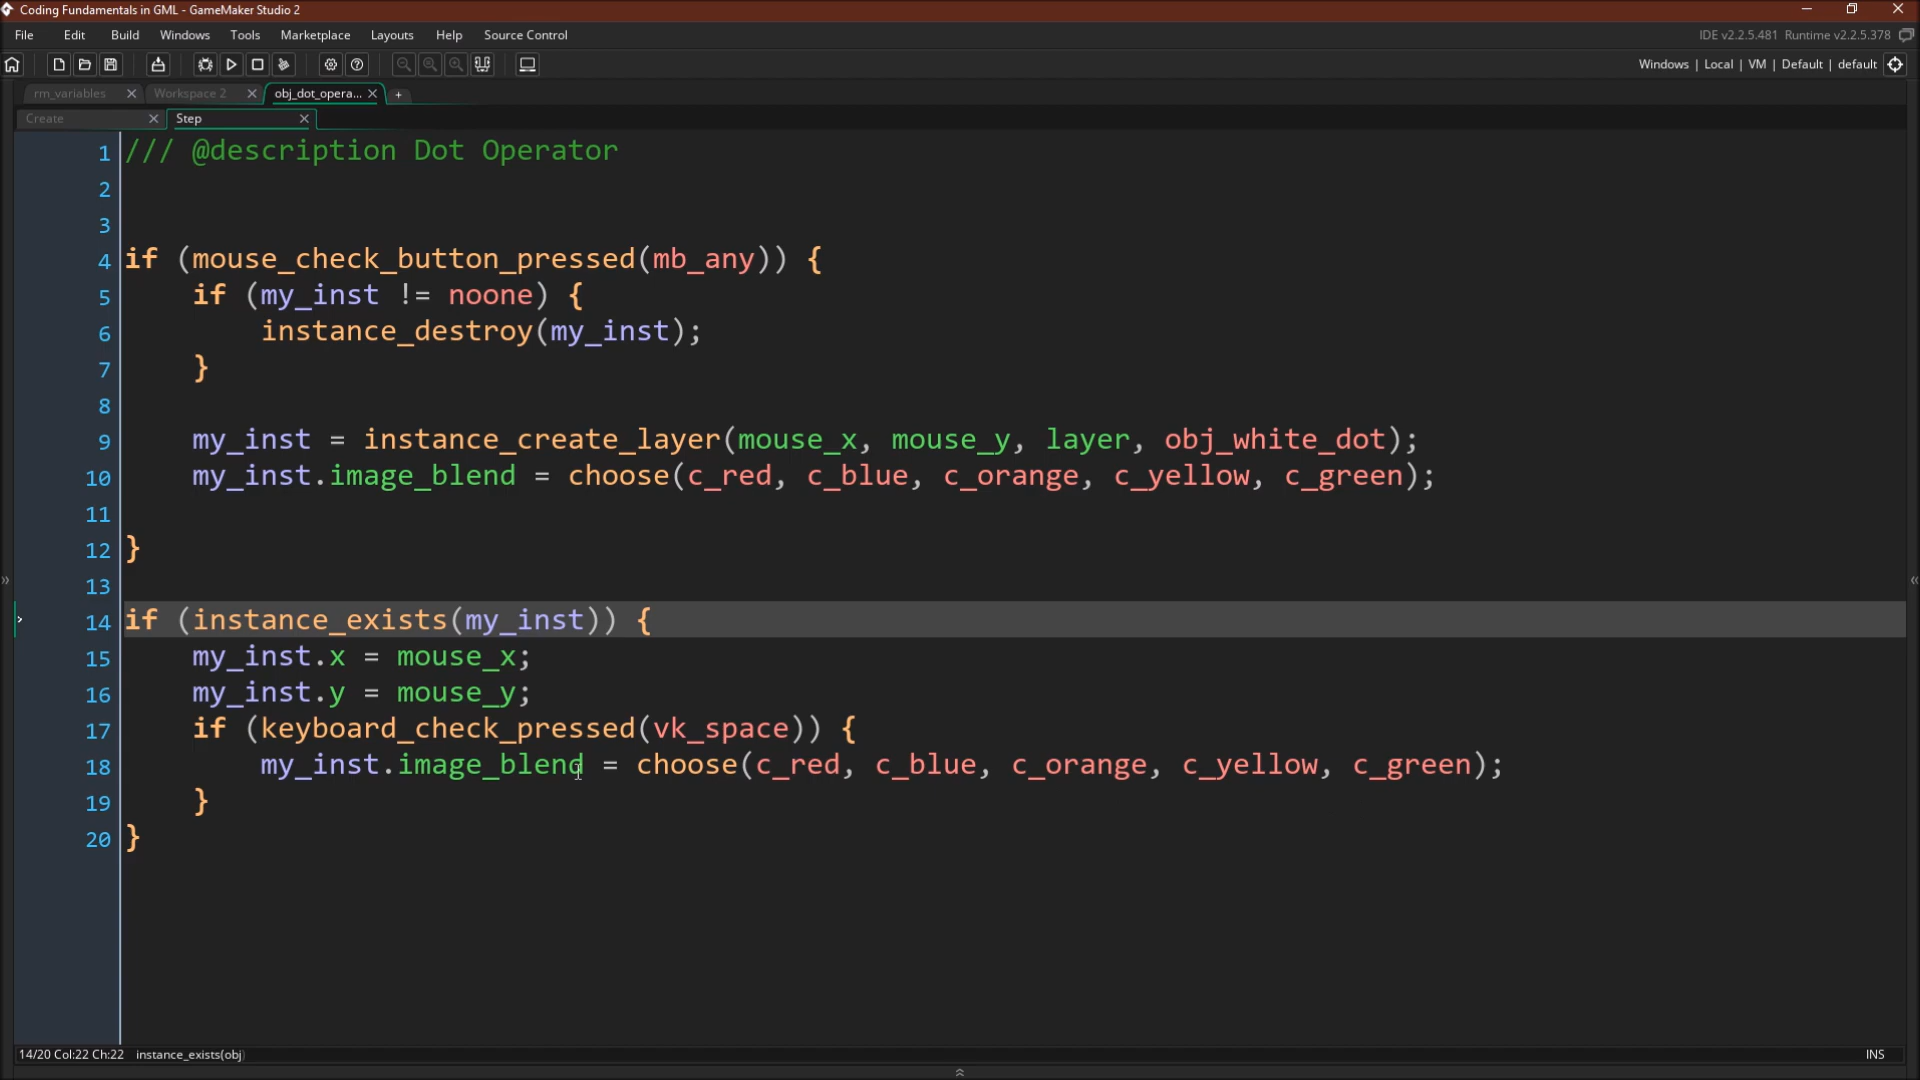 Coding Fundamentals in GML - GameMaker Studio 2
File Edit Build Windows Tools Marketplace Layouts Help Source Control
IDE v2.2.5.481 Runtime v2.2.5.378
Windows | Local | VM | Default | default
rm_variables Workspace 2 obj_dot_opera... +
Create Step
1 /// @description Dot Operator
2
3
4 if (mouse_check_button_pressed(mb_any)) {
5 if (my_inst != noone) {
6 instance_destroy(my_inst);
7 }
8
9 my_inst = instance_create_layer(mouse_x, mouse_y, layer, obj_white_dot);
10 my_inst.image_blend = choose(c_red, c_blue, c_orange, c_yellow, c_green);
11
12 }
13
14 if (instance_exists(my_inst)) {
15 my_inst.x = mouse_x;
16 my_inst.y = mouse_y;
17 if (keyboard_check_pressed(vk_space)) {
18 my_inst.image_blend = choose(c_red, c_blue, c_orange, c_yellow, c_green);
19 }
20 }
14/20 Col:22 Ch:22 instance_exists(obj)
INS